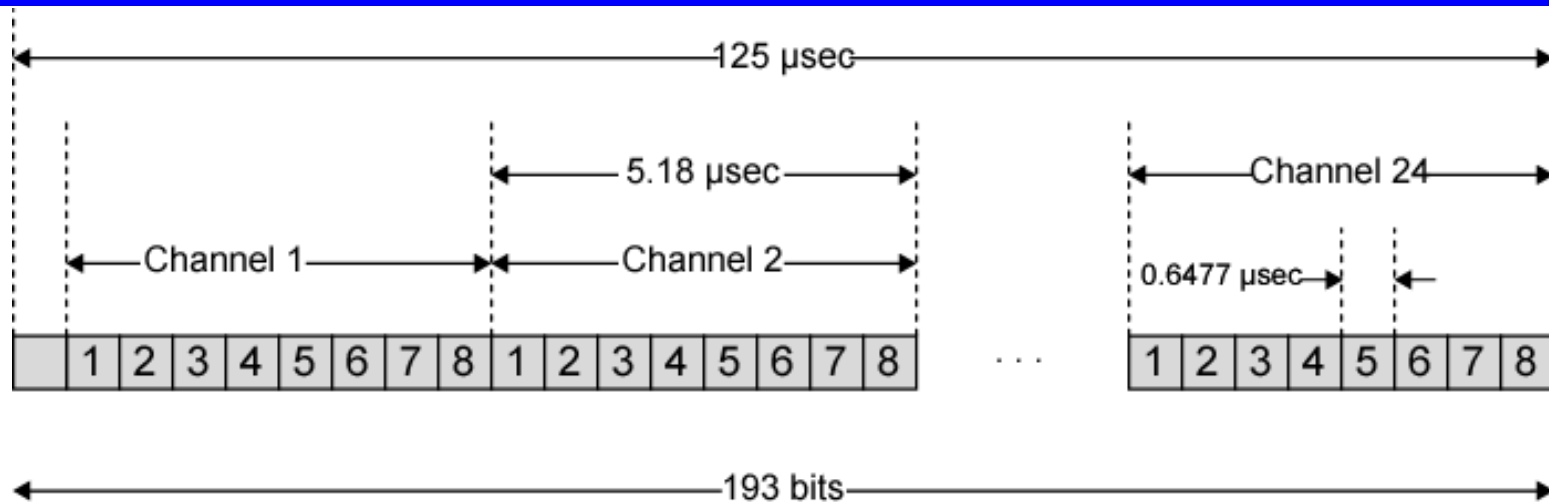 125 µsec
5.18 µsec Channel 24
Channel 1 Channel 2 0.6477 µsec
1 2 3 4 5 6 7 8 1 2 3 4 5 6 7 8 . . . 1 2 3 4 5 6 7 8
193 bits